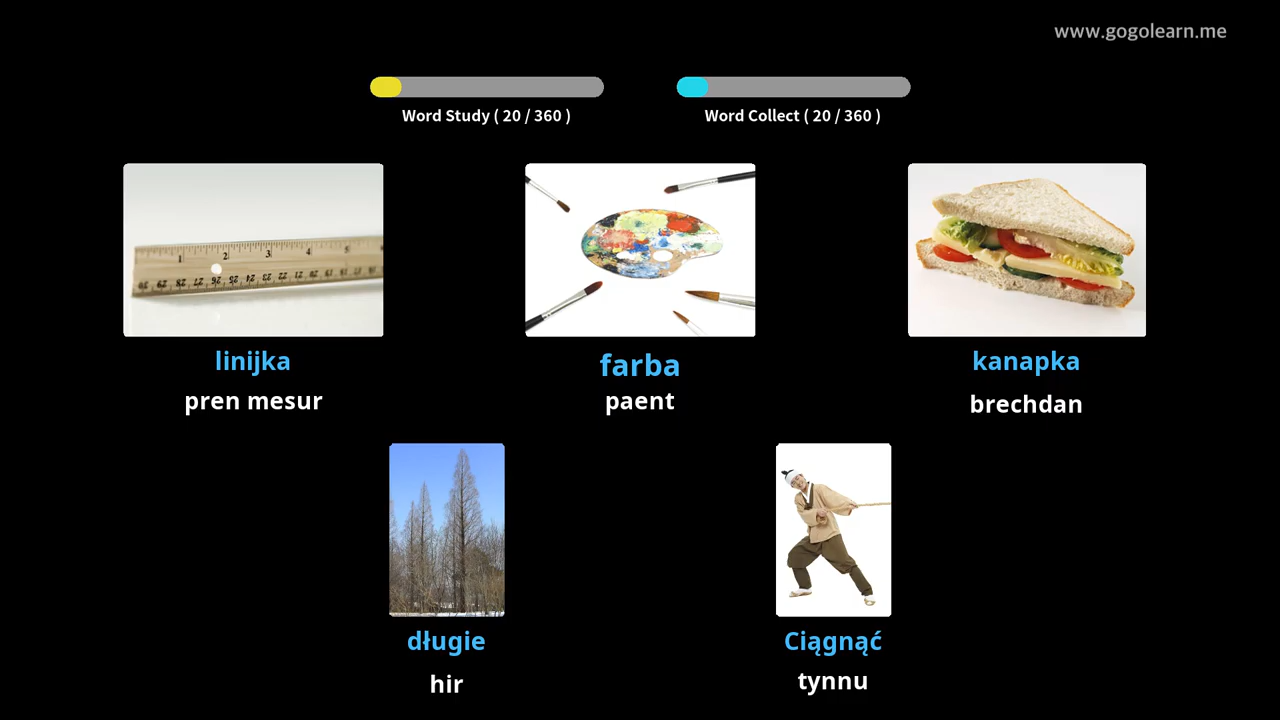 www.gogolearn.me
Word Study ( 20 / 360 )
Word Collect ( 20 / 360 )
linijka
pren mesur
farba
paent
kanapka
brechdan
długie
hir
Ciągnąć
tynnu